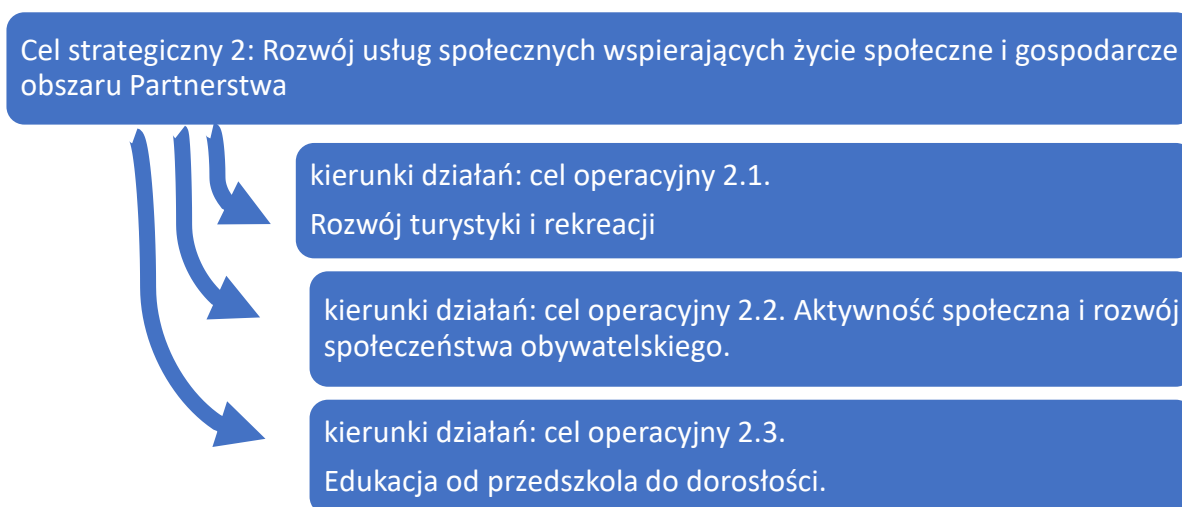 Cel strategiczny 2: Rozwój usług społecznych wspierających życie społeczne i gospodarcze
obszaru Partnerstwa
kierunki działań: cel operacyjny 2.1.
Rozwój turystyki i rekreacji
kierunki działań: cel operacyjny 2.2. Aktywność społeczna i rozwój
społeczeństwa obywatelskiego.
kierunki działań: cel operacyjny 2.3.
Edukacja od przedszkola do dorosłości.